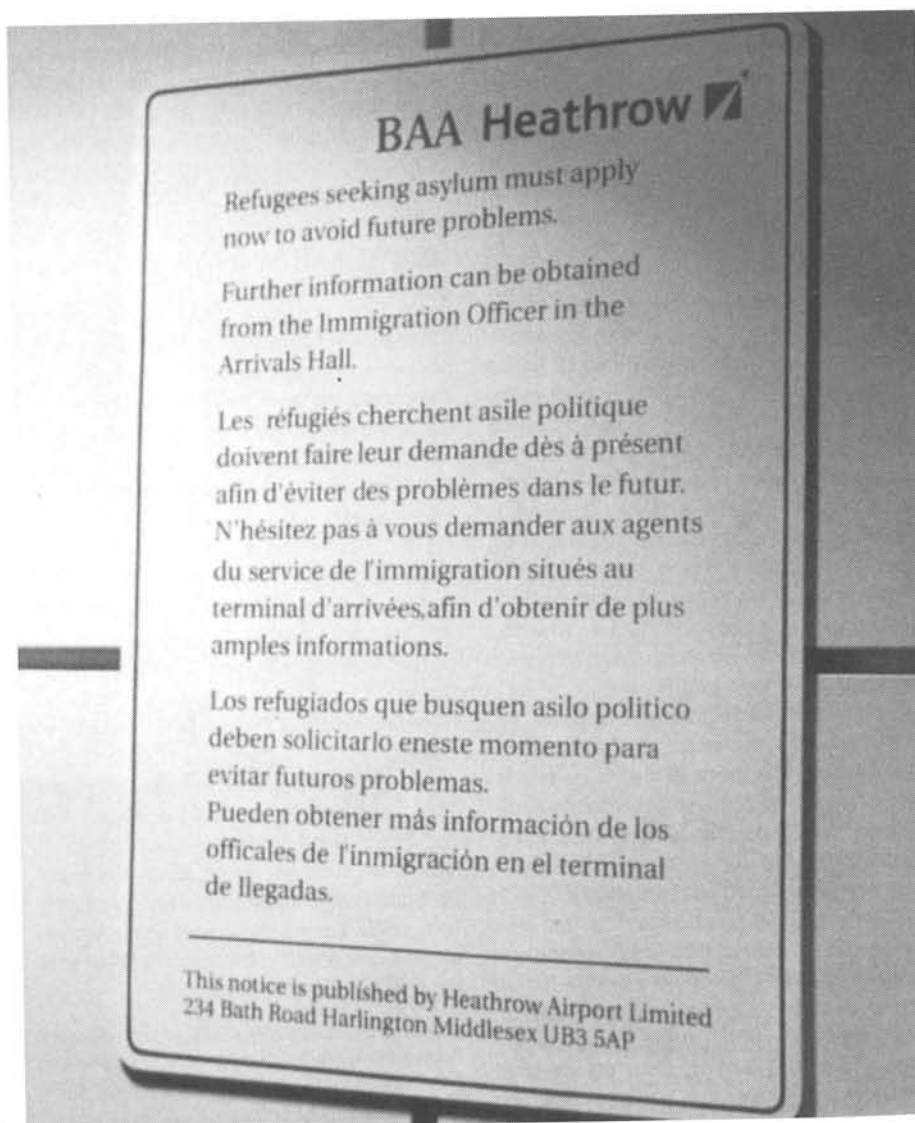 BAA Heathrow
Refugees seeking asylum must apply
now to avoid future problems.
Further information can be obtained
from the Immigration Officer in the
Arrivals Hall.
Les réfugiés cherchent asile politique
doivent faire leur demande dès à présent
afin d'éviter des problèmes dans le futur.
N'hésitez pas à vous demander aux agents
du service de l'immigration situés au
terminal d'arrivées,afin d'obtenir de plus
amples informations.
Los refugiados que busquen asilo politico
deben solicitarlo eneste momento para
evitar futuros problemas.
Pueden obtener más información de los
officales de l'inmigración en el terminal
de llegadas.
This notice is published by Heathrow Airport Limited
234 Bath Road Harlington Middlesex UB3 5AP